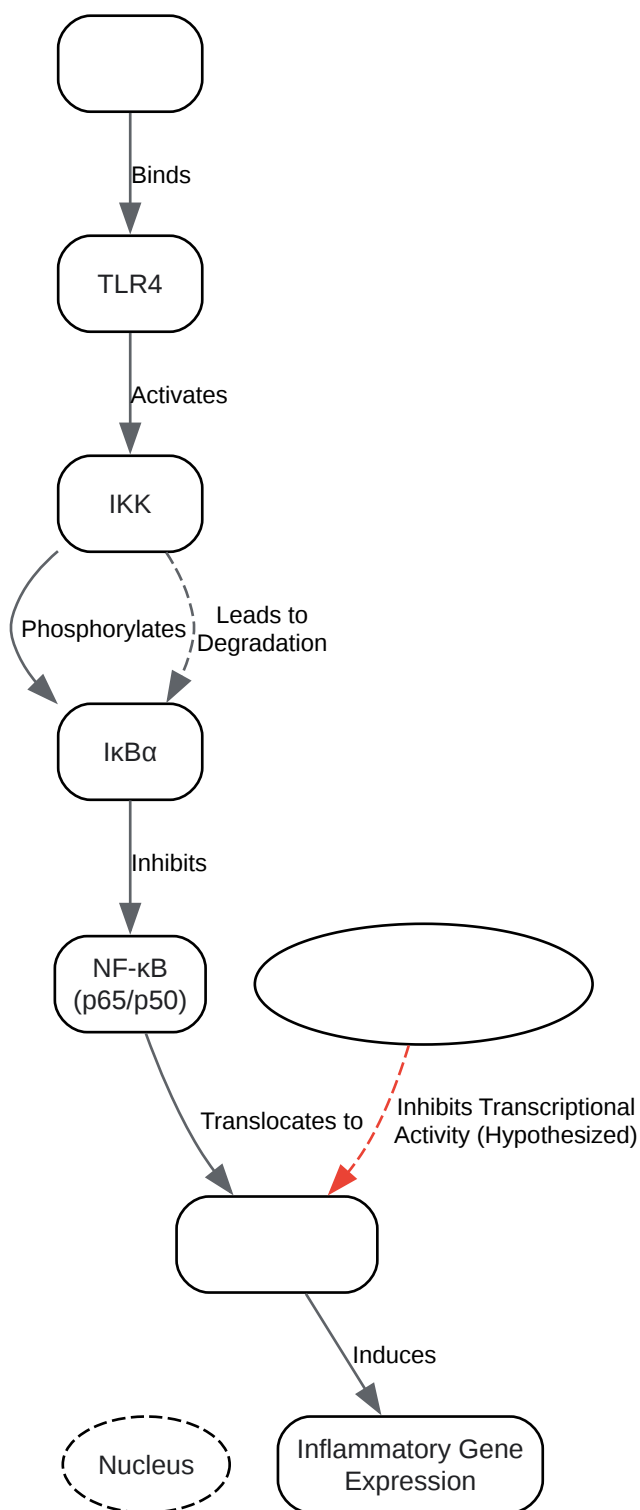 Binds
TLR4
Activates
IKK
Phosphorylates
Leads to
Degradation
IκBα
Inhibits
NF-κB
(p65/p50)
Translocates to
Inhibits Transcriptional
Activity (Hypothesized)
Induces
Nucleus
Inflammatory Gene
Expression